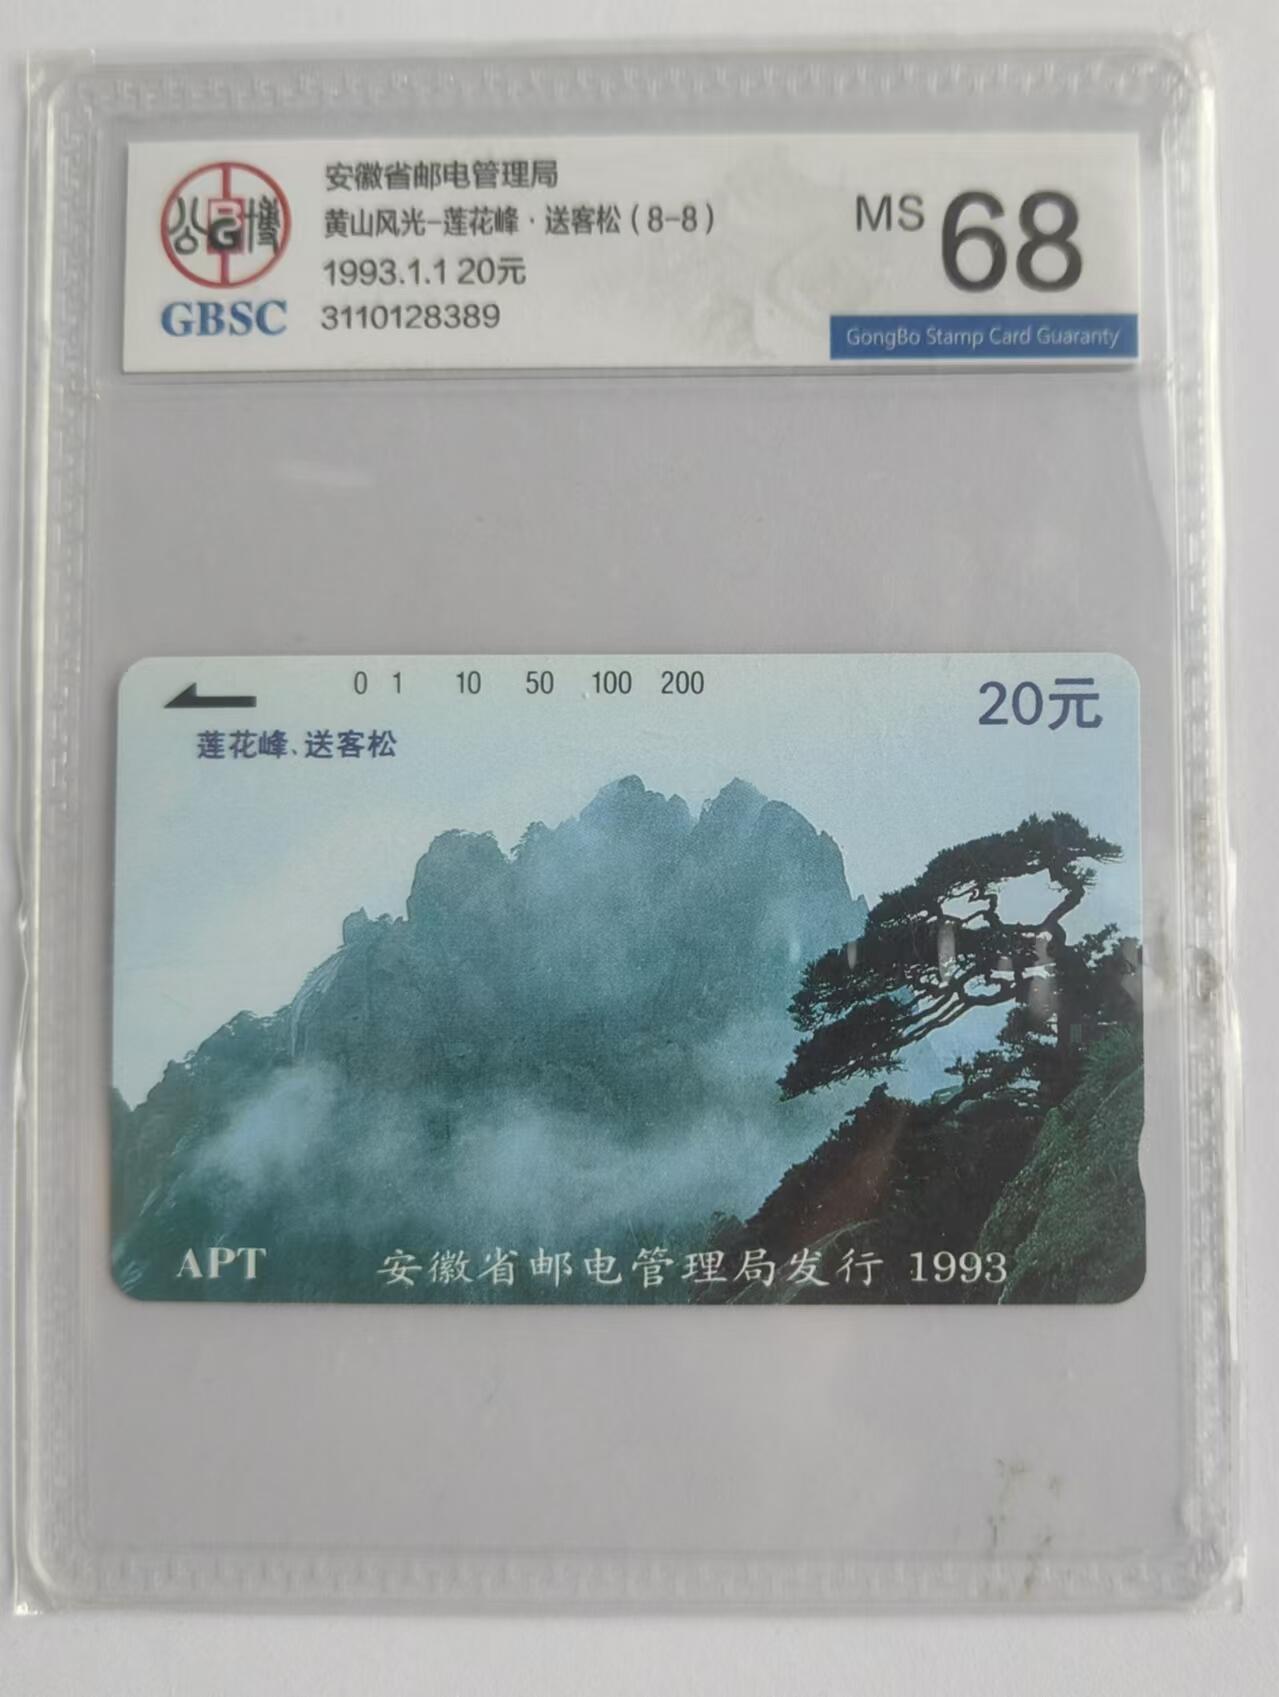 安徽省邮电管理局
黄山风光-莲花峰·送客松(8-8)
1993.1.1 20元
3110128389
公博
GBSC
MS 68
GongBo Stamp Card Guaranty
0 1 10 50 100 200
20元
莲花峰、送客松
APT 安徽省邮电管理局发行 1993